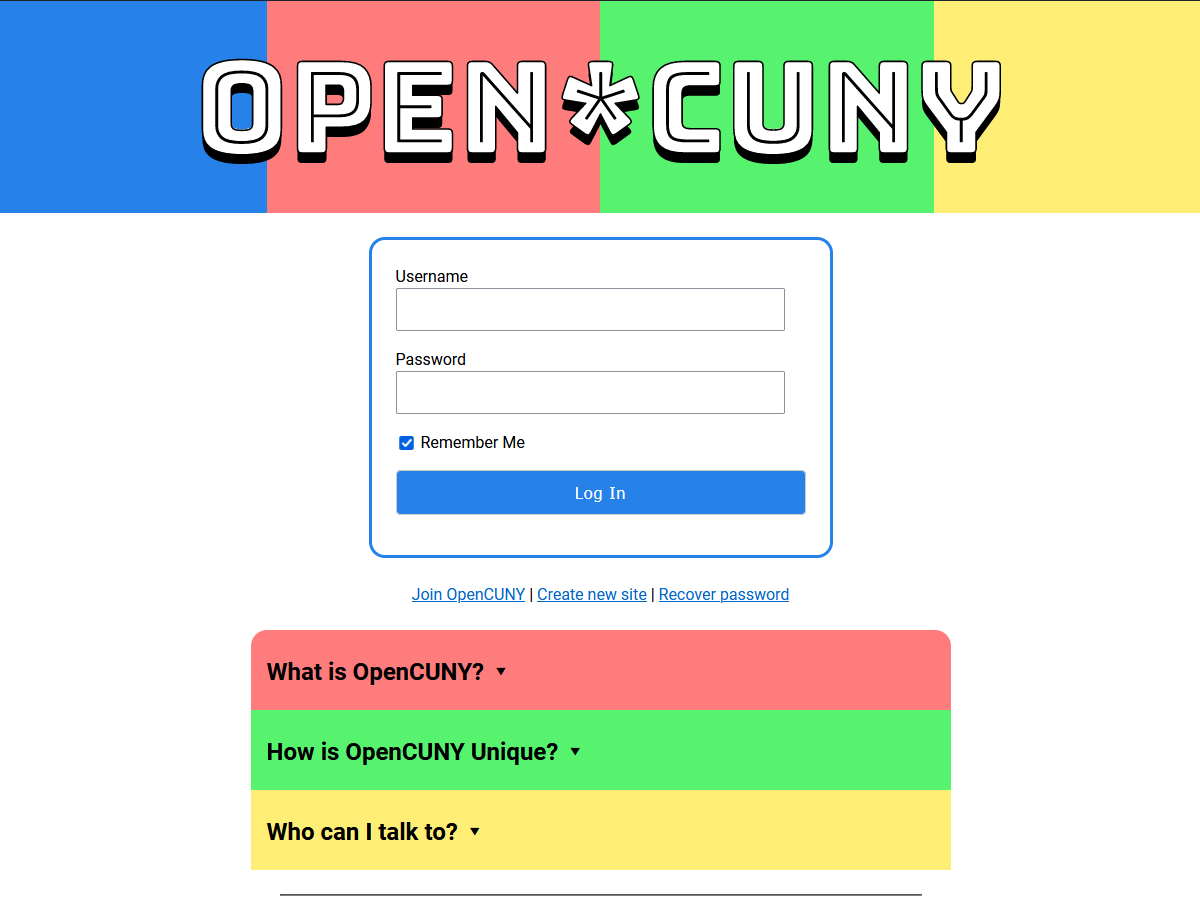 OPEN*CUNY
Username
Password
Remember Me
Log In
Join OpenCUNY | Create new site | Recover password
What is OpenCUNY? ▼
How is OpenCUNY Unique? ▼
Who can I talk to? ▼